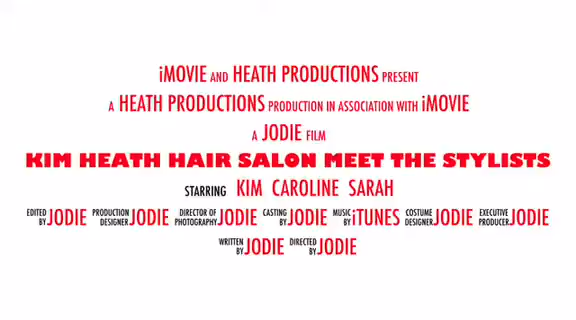 iMOVIE AND HEATH PRODUCTIONS PRESENT
A HEATH PRODUCTIONS PRODUCTION IN ASSOCIATION WITH iMOVIE
A JODIE FILM
KIM HEATH HAIR SALON MEET THE STYLISTS
STARRING KIM CAROLINE SARAH
EDITED BY JODIE PRODUCTION DESIGNER JODIE DIRECTOR OF PHOTOGRAPHY JODIE CASTING BY JODIE MUSIC BY iTUNES COSTUME DESIGNER JODIE EXECUTIVE PRODUCER JODIE
WRITTEN BY JODIE DIRECTED BY JODIE